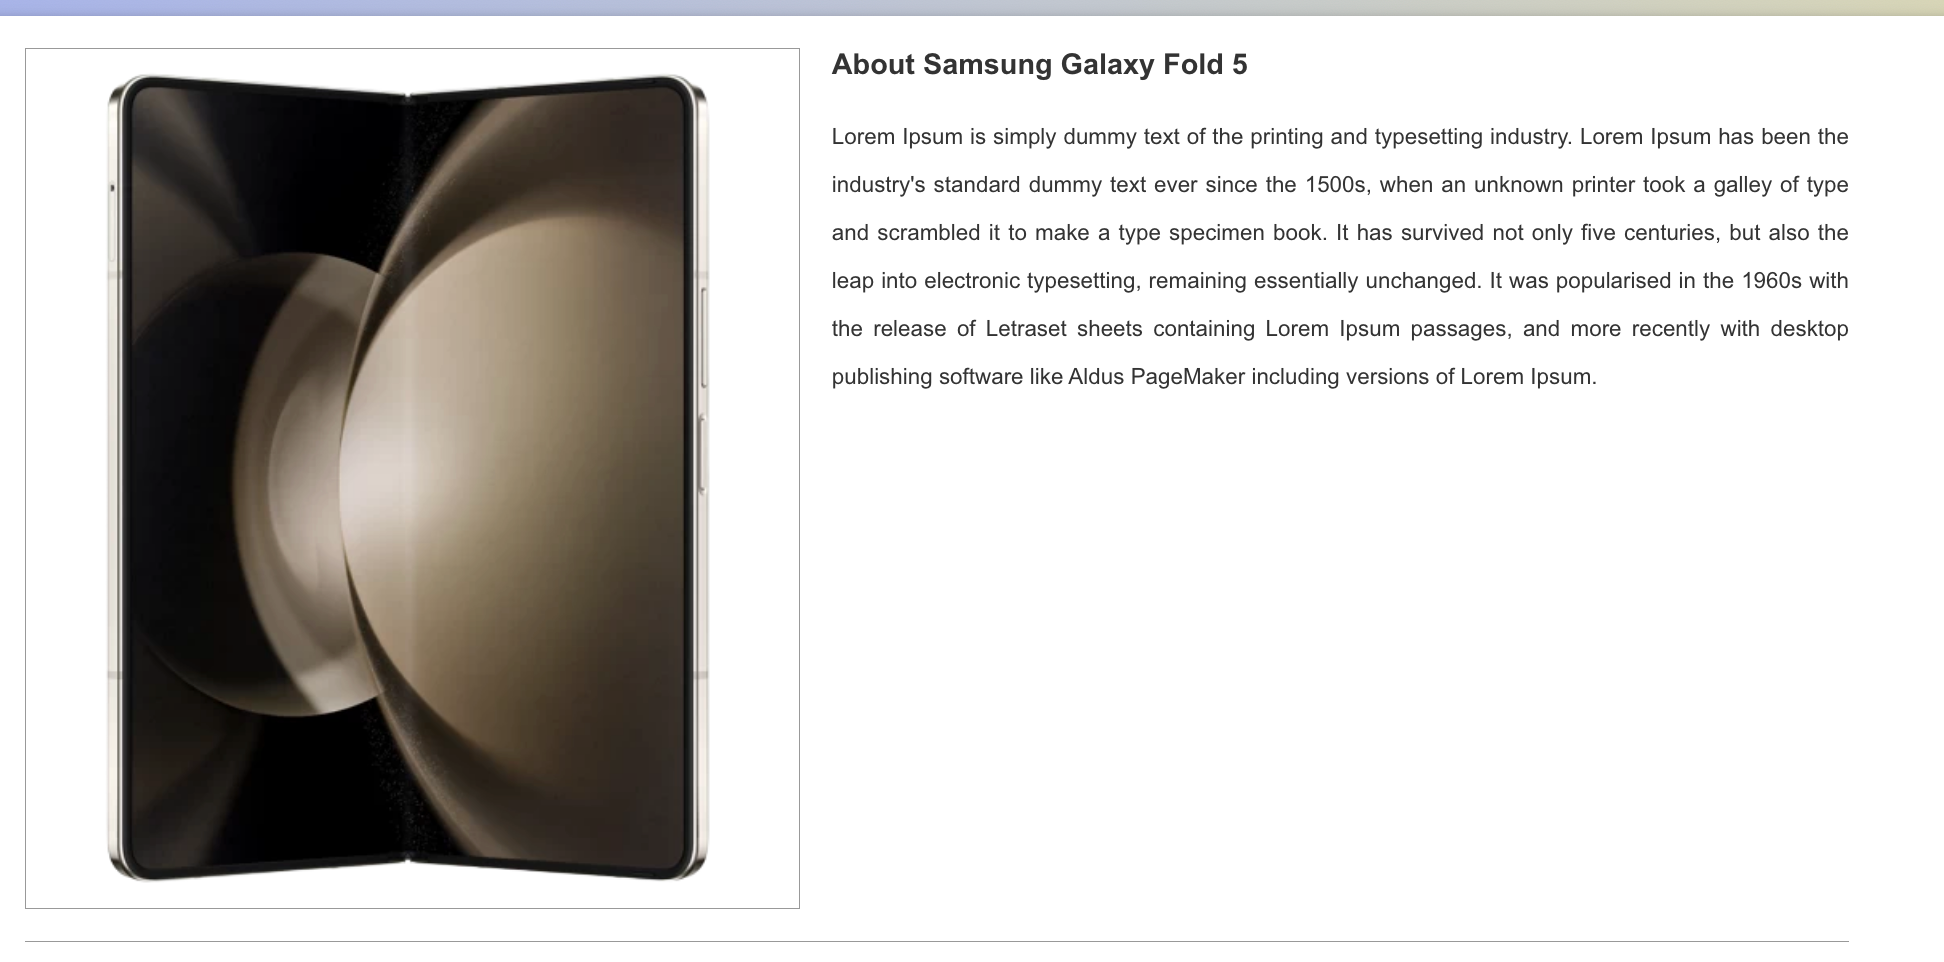 About Samsung Galaxy Fold 5
Lorem Ipsum is simply dummy text of the printing and typesetting industry. Lorem Ipsum has been the
industry's standard dummy text ever since the 1500s, when an unknown printer took a galley of type
and scrambled it to make a type specimen book. It has survived not only five centuries, but also the
leap into electronic typesetting, remaining essentially unchanged. It was popularised in the 1960s with
the release of Letraset sheets containing Lorem Ipsum passages, and more recently with desktop
publishing software like Aldus PageMaker including versions of Lorem Ipsum.